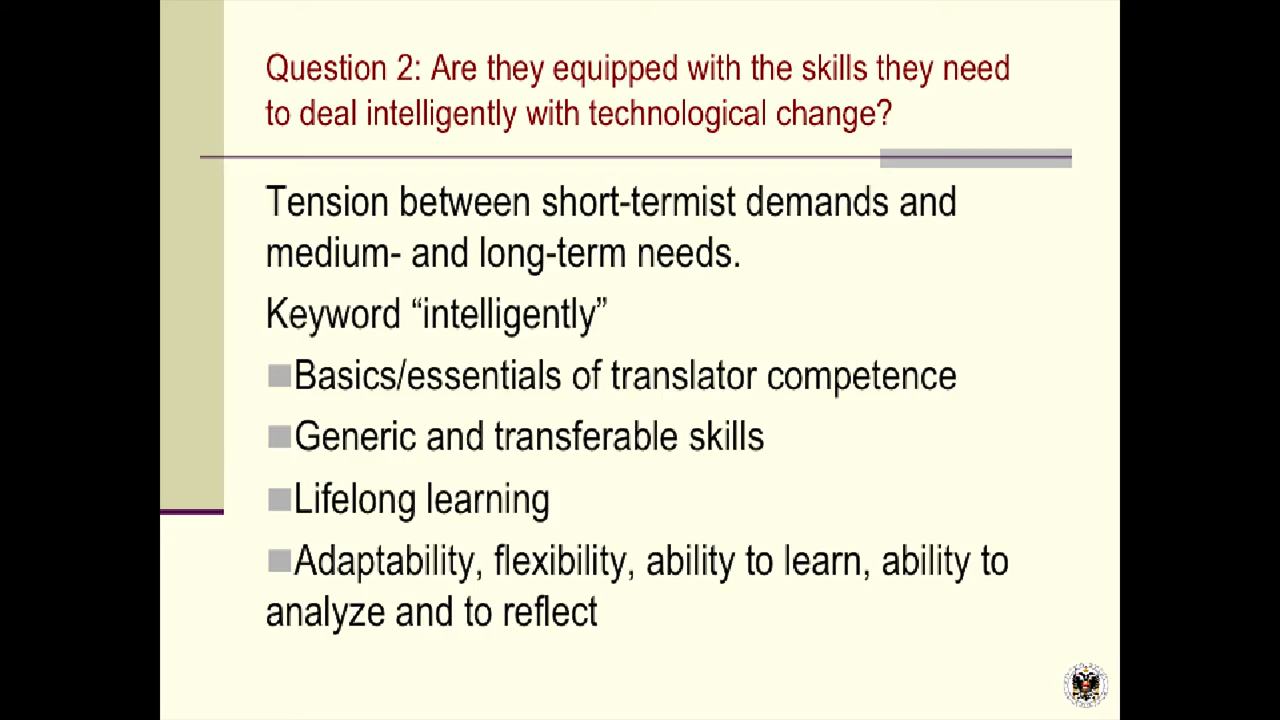 Question 2: Are they equipped with the skills they need
to deal intelligently with technological change?
Tension between short-termist demands and
medium- and long-term needs.
Keyword “intelligently”
Basics/essentials of translator competence
Generic and transferable skills
Lifelong learning
Adaptability, flexibility, ability to learn, ability to
analyze and to reflect